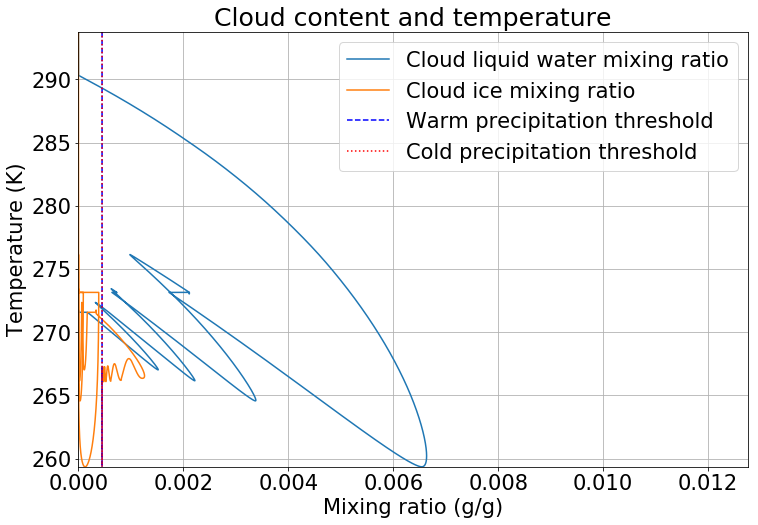 Cloud content and temperature
Cloud liquid water mixing ratio
Cloud ice mixing ratio
Warm precipitation threshold
Cold precipitation threshold
Temperature (K)
290
285
280
275
270
265
260
0.000
0.002
0.004
0.006
0.008
0.010
0.012
Mixing ratio (g/g)